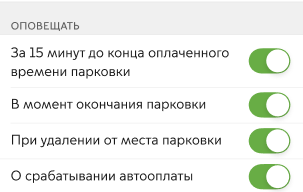 ОПОВЕЩАТЬ
За 15 минут до конца оплаченного
времени парковки
В момент окончания парковки
При удалении от места парковки
О срабатывании автооплаты